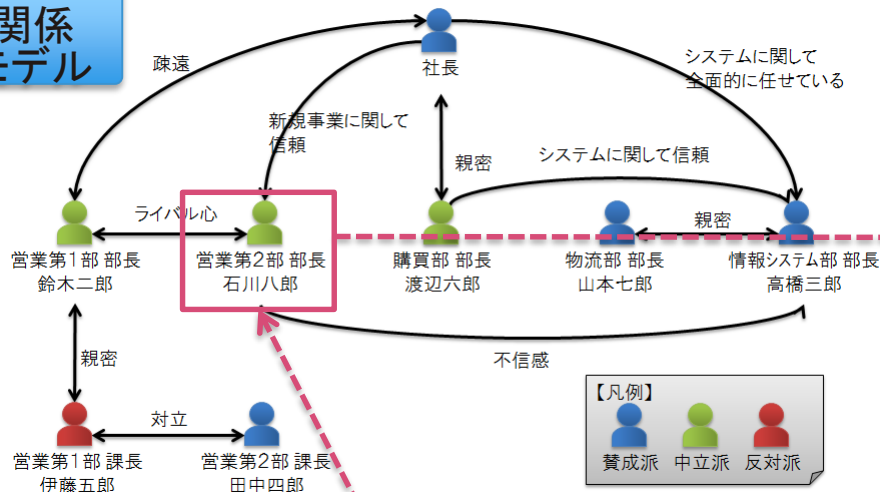 関係
モデル
社長
疎遠
システムに関して
全面的に任せている
新規事業に関して
信頼
親密
システムに関して信頼
ライバル心
親密
営業第1部 部長
鈴木二郎
営業第2部 部長
石川八郎
購買部 部長
渡辺六郎
物流部 部長
山本七郎
情報システム部 部長
高橋三郎
親密
不信感
対立
営業第1部 課長
伊藤五郎
営業第2部 課長
田中四郎
【凡例】
賛成派 中立派 反対派